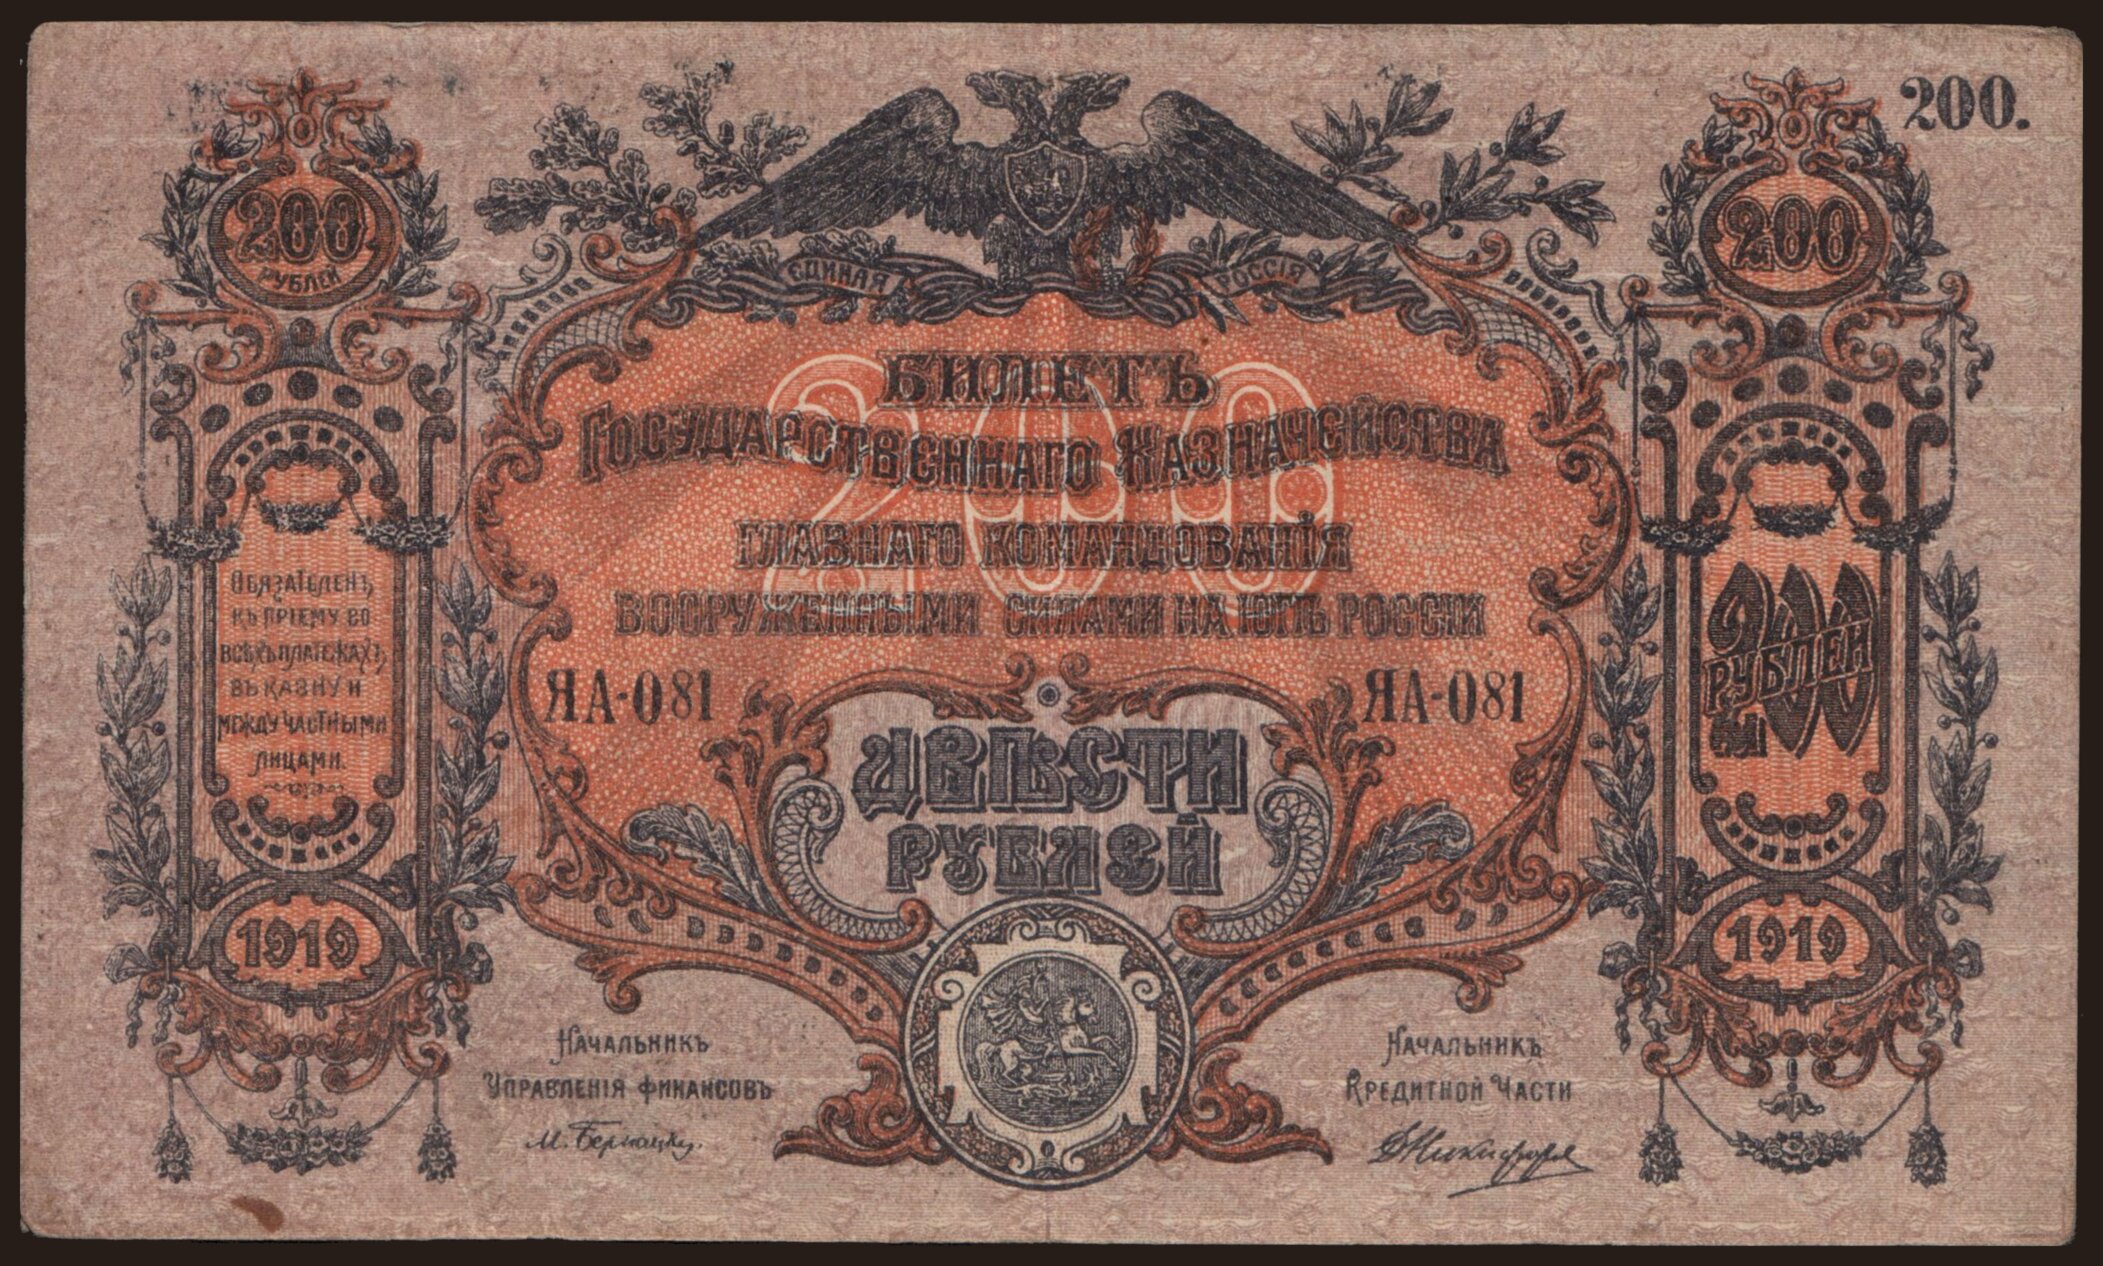 200.
200
РУБЛЕЙ
200
ЕДИНАЯ РОССІЯ
200
БИЛЕТЪ
ГОСУДАРСТВЕННАГО КАЗНАЧЕЙСТВА
ГЛАВНАГО КОМАНДОВАНІЯ
ВООРУЖЕННЫМИ СИЛАМИ НА ЮГѢ РОССІИ
ЯА-081 ЯА-081
ДВѢСТИ
РУБЛЕЙ
ОБЯЗАТЕЛЕНЪ
КЪ ПРІЕМУ ВО
ВСѢХЪ ПЛАТЕЖАХЪ
ВЪ КАЗНУ И
МЕЖДУ ЧАСТНЫМИ
ЛИЦАМИ.
200
РУБЛЕЙ
1919
1919
НАЧАЛЬНИКЪ
УПРАВЛЕНІЯ ФИНАНСОВЪ
М. Бернацкій.
НАЧАЛЬНИКЪ
КРЕДИТНОЙ ЧАСТИ